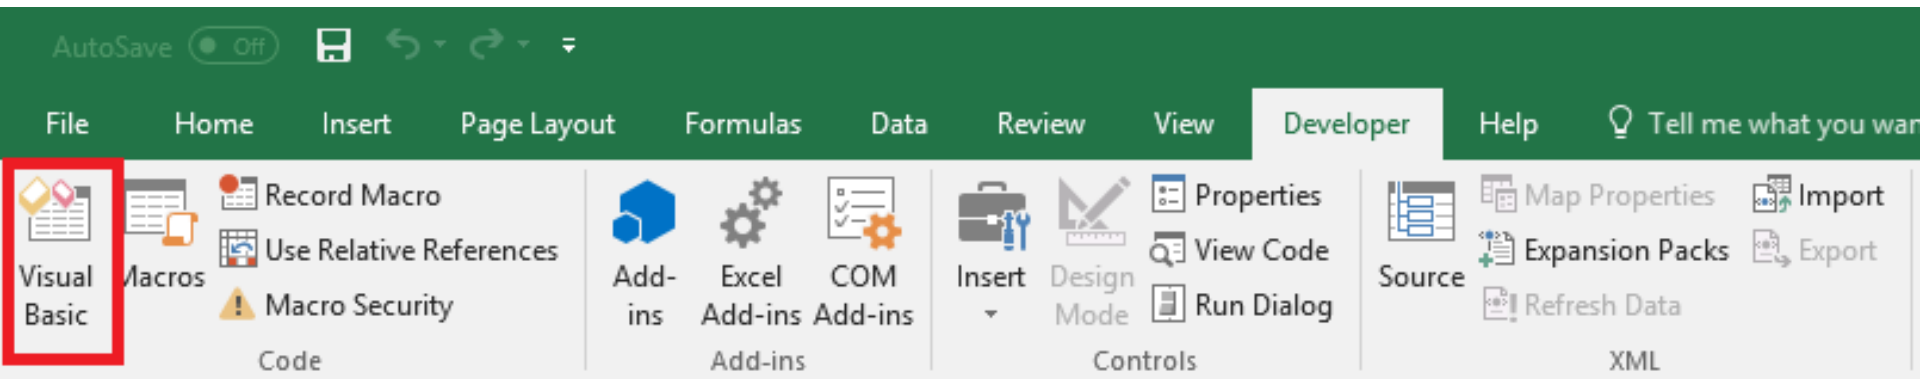 AutoSave Off
File Home Insert Page Layout Formulas Data Review View Developer Help Tell me what you
Visual Basic
Macros
Record Macro
Use Relative References
Macro Security
Code
Add-ins
Excel Add-ins
COM Add-ins
Add-ins
Insert
Design Mode
Properties
View Code
Run Dialog
Controls
Source
Map Properties
Expansion Packs
Refresh Data
Import
Export
XML